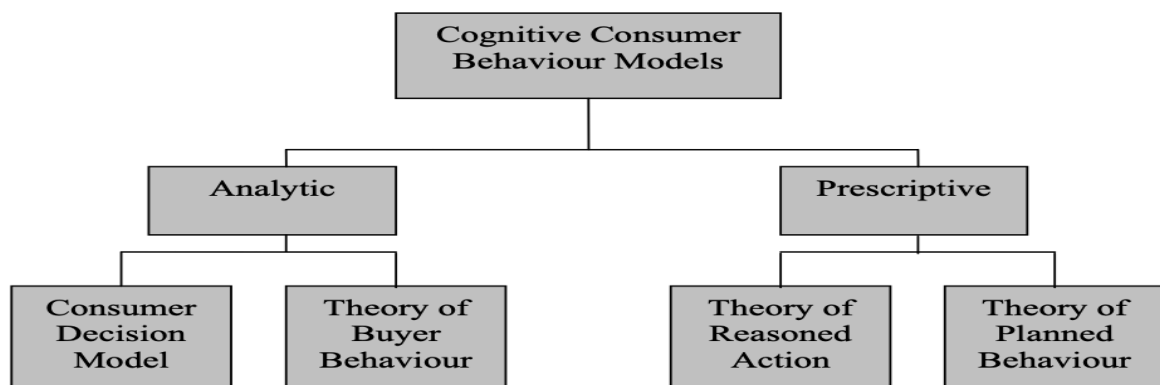 Cognitive Consumer
Behaviour Models
Analytic
Prescriptive
Consumer
Decision
Model
Theory of
Buyer
Behaviour
Theory of
Reasoned
Action
Theory of
Planned
Behaviour